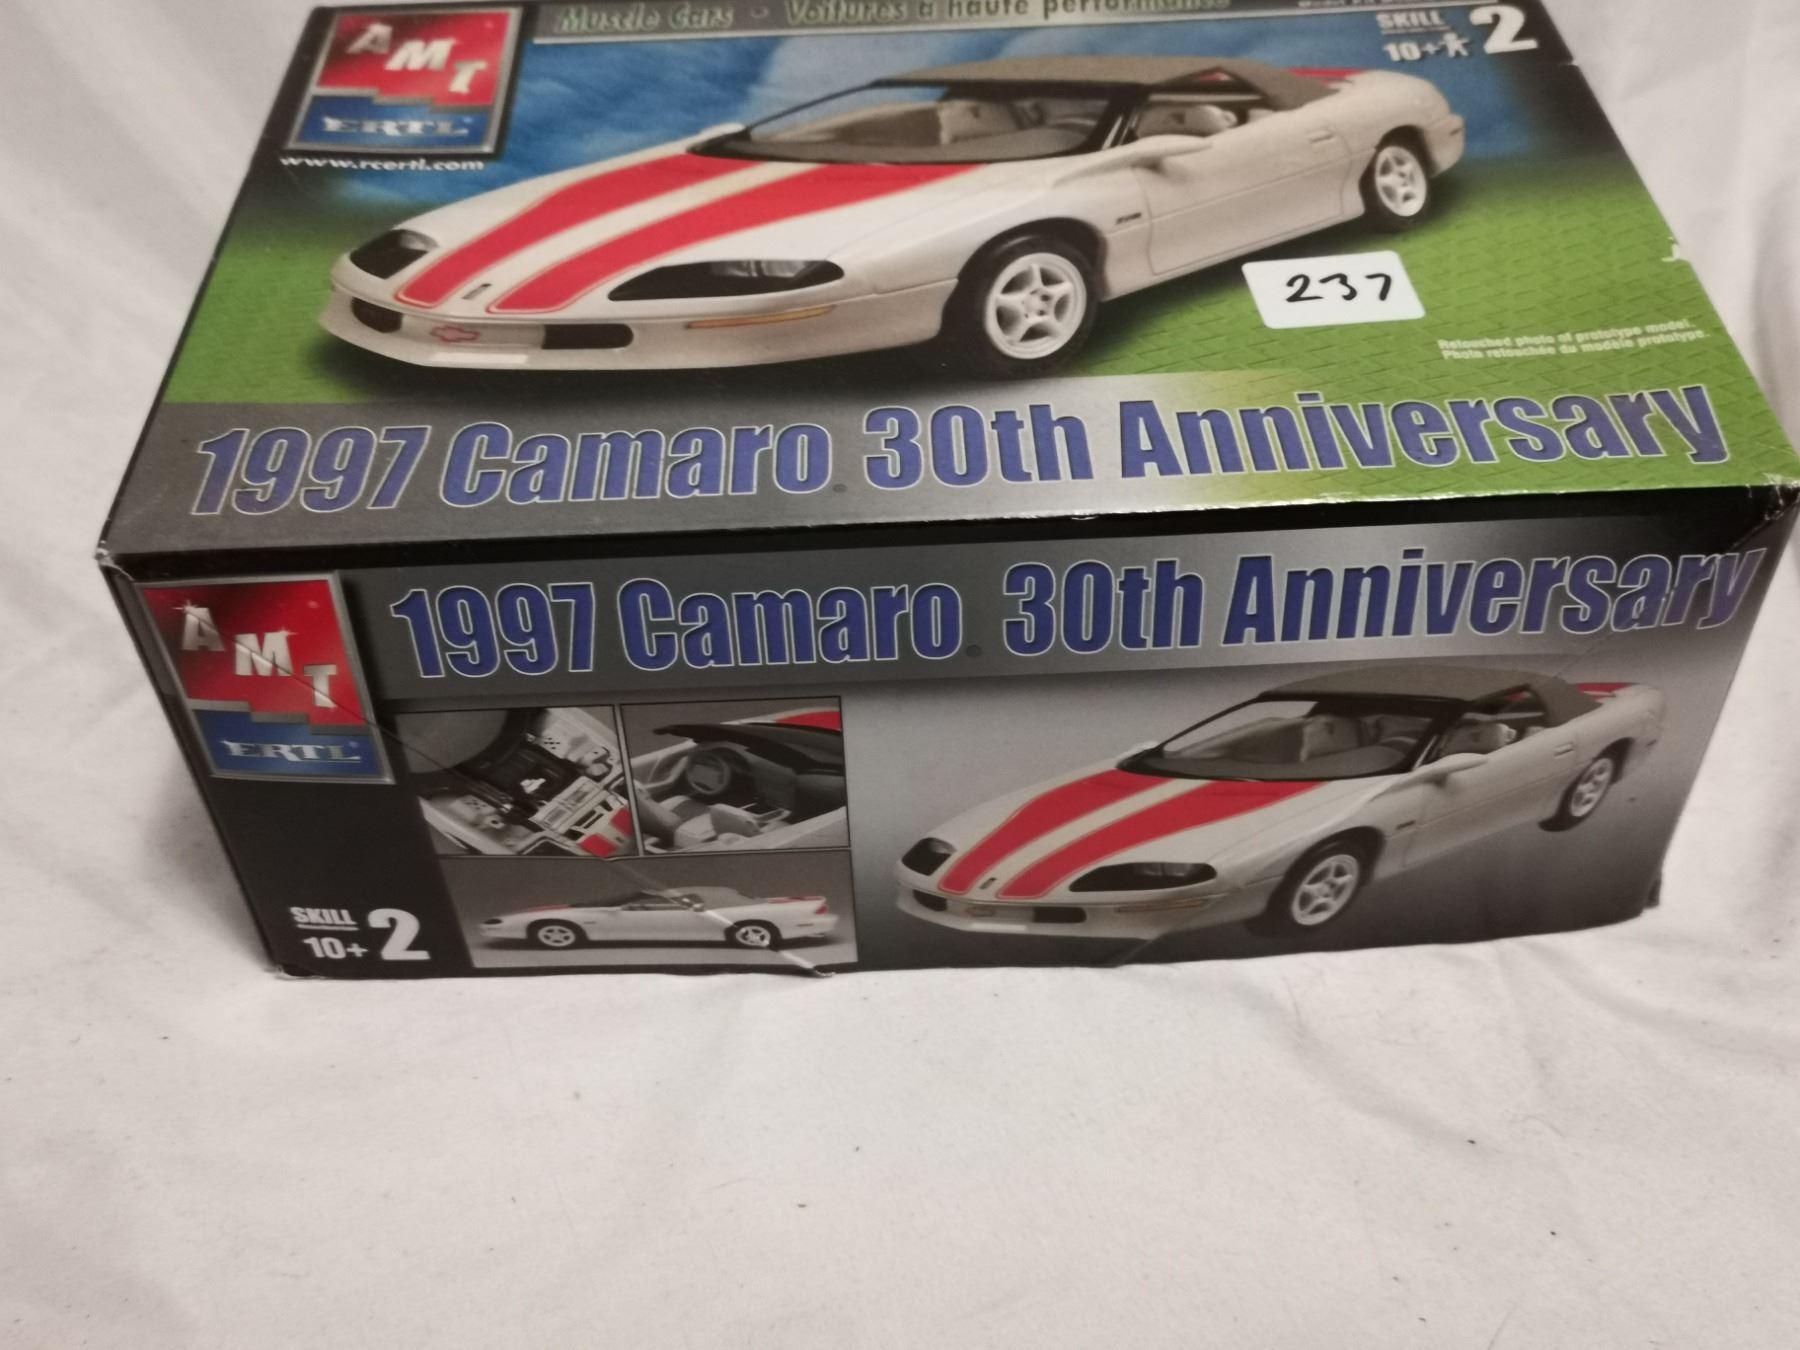 AMT
ERTL
www.rcertl.com
Muscle Cars · Voitures à haute performance
SKILL 2
10+
237
Retouched photo of prototype model.
Photo retouchée du modèle prototype.
1997 Camaro 30th Anniversary
AMT
ERTL
1997 Camaro 30th Anniversary
SKILL 2
10+